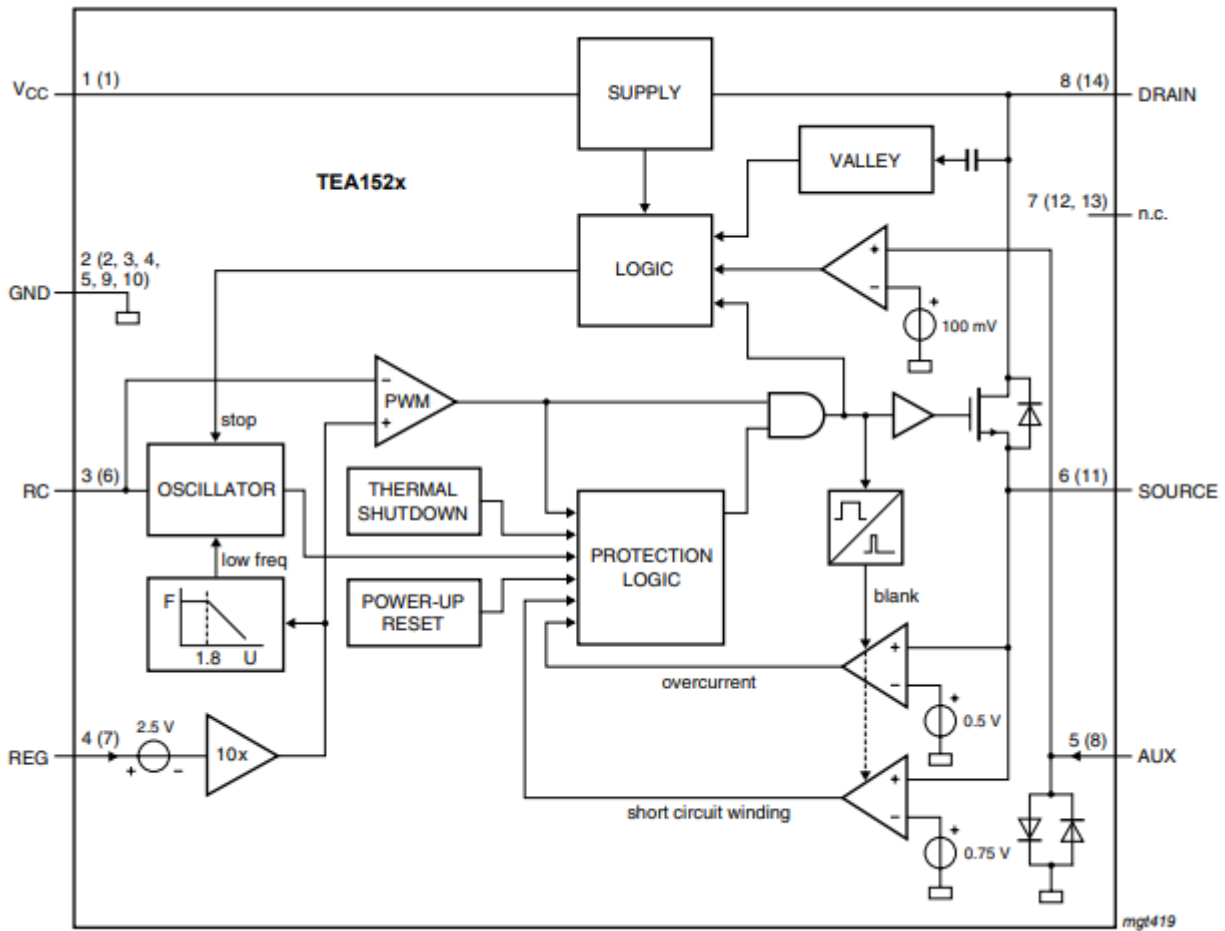 1 (1)
VCC
SUPPLY
8 (14)
DRAIN
VALLEY
TEA152x
7 (12, 13)
n.c.
2 (2, 3, 4,
5, 9, 10)
GND
LOGIC
+
−
+
100 mV
PWM
−
+
stop
3 (6)
RC
OSCILLATOR
THERMAL
SHUTDOWN
6 (11)
SOURCE
low freq
PROTECTION
LOGIC
F
1.8
U
POWER-UP
RESET
blank
+
−
overcurrent
+
0.5 V
4 (7)
REG
2.5 V
+
−
10x
5 (8)
AUX
+
−
short circuit winding
+
0.75 V
mgt419